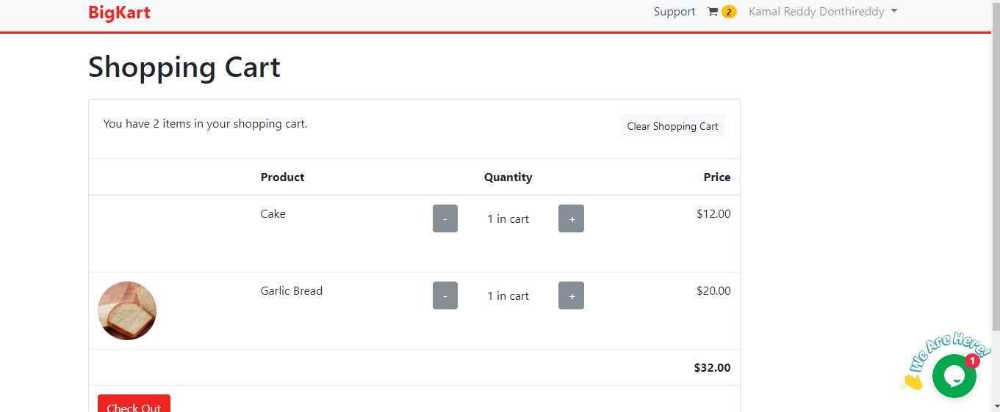 BigKart Support 2 Kamal Reddy Donthireddy
Shopping Cart
You have 2 items in your shopping cart. Clear Shopping Cart
Product Quantity Price
Cake - 1 in cart + $12.00
Garlic Bread - 1 in cart + $20.00
$32.00
Check Out
We Are Here!
1